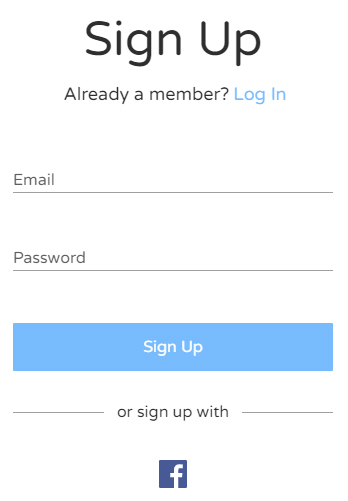 Sign Up
Already a member? Log In
Email
Password
Sign Up
or sign up with
f